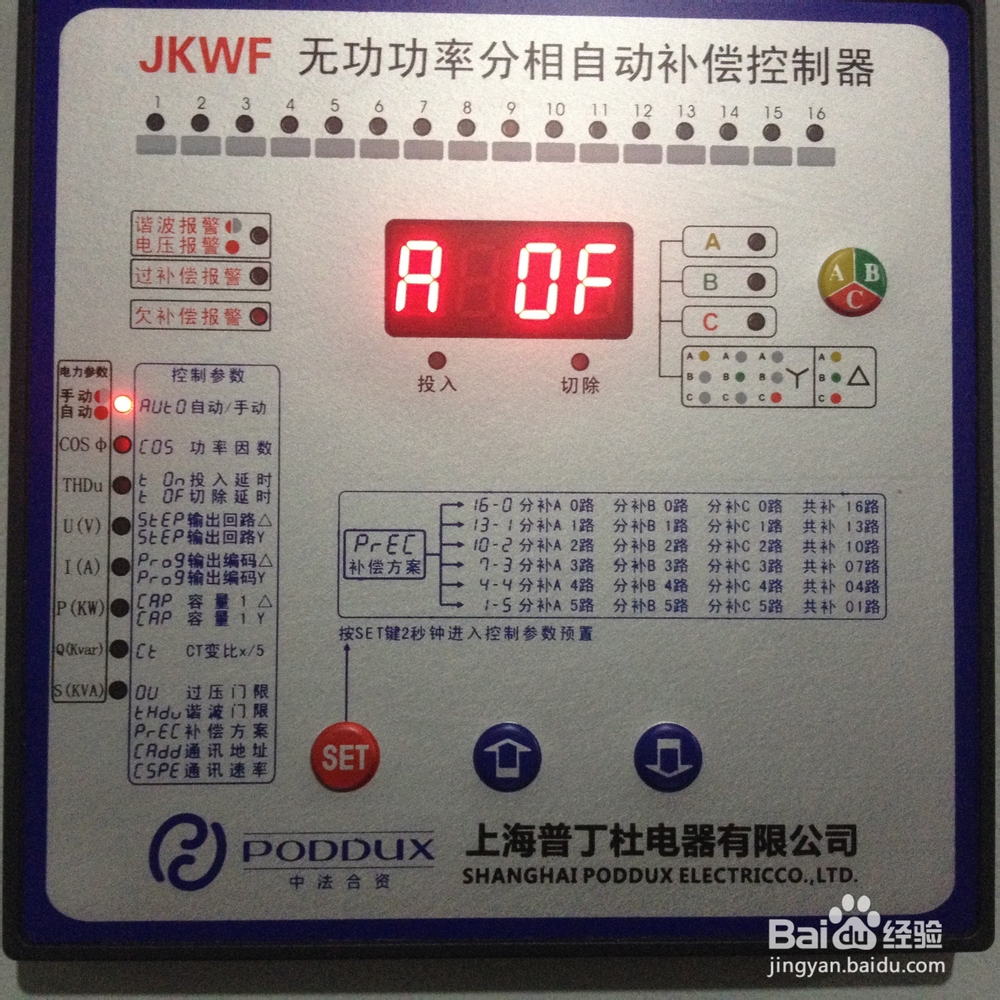 JKWF 无功功率分相自动补偿控制器
1 2 3 4 5 6 7 8 9 10 11 12 13 14 15 16
谐波报警
电压报警
过补偿报警
欠补偿报警
A OF
投入 切除
A
B
C
A B C
A A A A
B B B B
C C C C
电力参数
手动
自动
COS φ
THDu
U(V)
I(A)
P(KW)
Q(Kvar)
S(KVA)
控制参数
AUtO 自动/手动
COS 功率因数
t On 投入延时
t OF 切除延时
StEP 输出回路△
StEP 输出回路Y
Prog 输出编码△
Prog 输出编码Y
CAP 容量1△
CAP 容量1Y
Ct CT变比x/5
OU 过压门限
tHdu 谐波门限
PrEC 补偿方案
CAdd 通讯地址
CSPE 通讯速率
PrEC
补偿方案
16-0 分补A 0路 分补B 0路 分补C 0路 共补 16路
13-1 分补A 1路 分补B 1路 分补C 1路 共补 13路
10-2 分补A 2路 分补B 2路 分补C 2路 共补 10路
7-3 分补A 3路 分补B 3路 分补C 3路 共补 07路
4-4 分补A 4路 分补B 4路 分补C 4路 共补 04路
1-5 分补A 5路 分补B 5路 分补C 5路 共补 01路
按SET键2秒钟进入控制参数预置
SET
PODDUX
中法合资
上海普丁杜电器有限公司
SHANGHAI PODDUX ELECTRICCO.,LTD.
Baidu 经验
jingyan.baidu.com